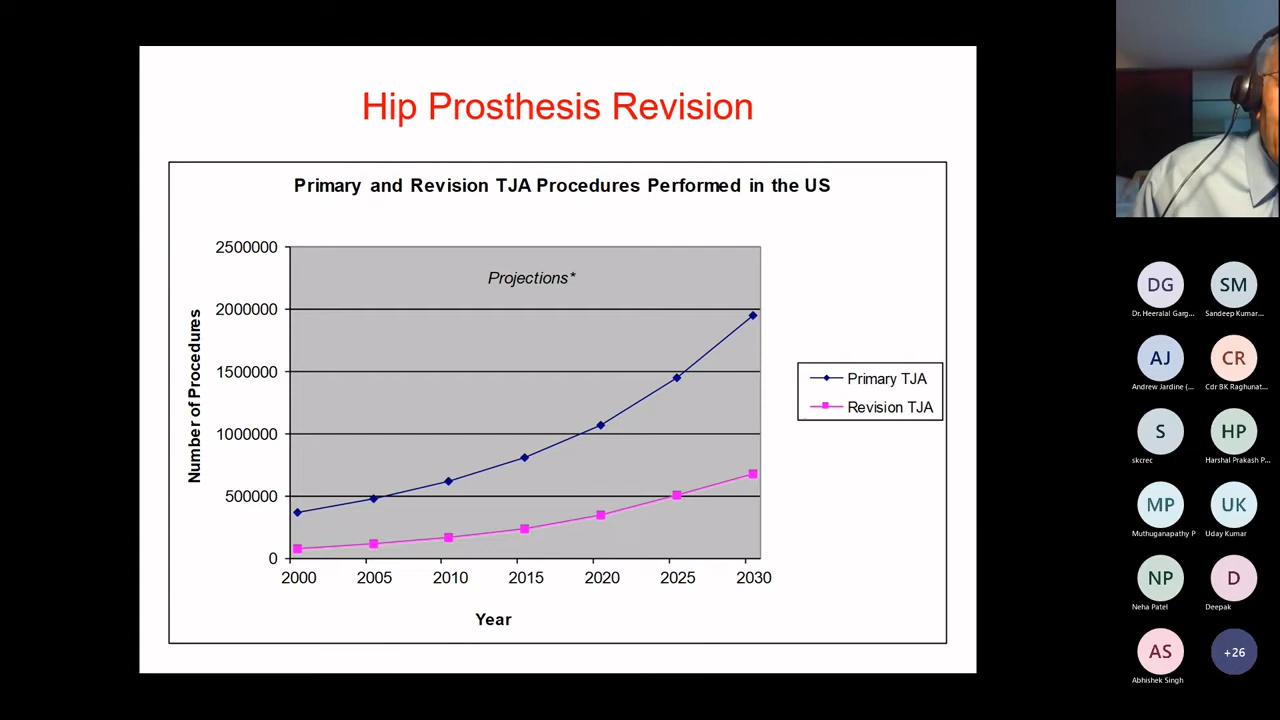 Hip Prosthesis Revision
Primary and Revision TJA Procedures Performed in the US
Projections*
2500000
2000000
1500000
1000000
500000
0
Number of Procedures
2000 2005 2010 2015 2020 2025 2030
Year
Primary TJA
Revision TJA
DG SM
Dr. Heeralal Garg... Sandeep Kumar...
AJ CR
Andrew Jardine (... Cdr BK Raghunat...
S HP
skcrec Harshal Prakash P...
MP UK
Muthuganapathy P Uday Kumar
NP D
Neha Patel Deepak
AS +26
Abhishek Singh